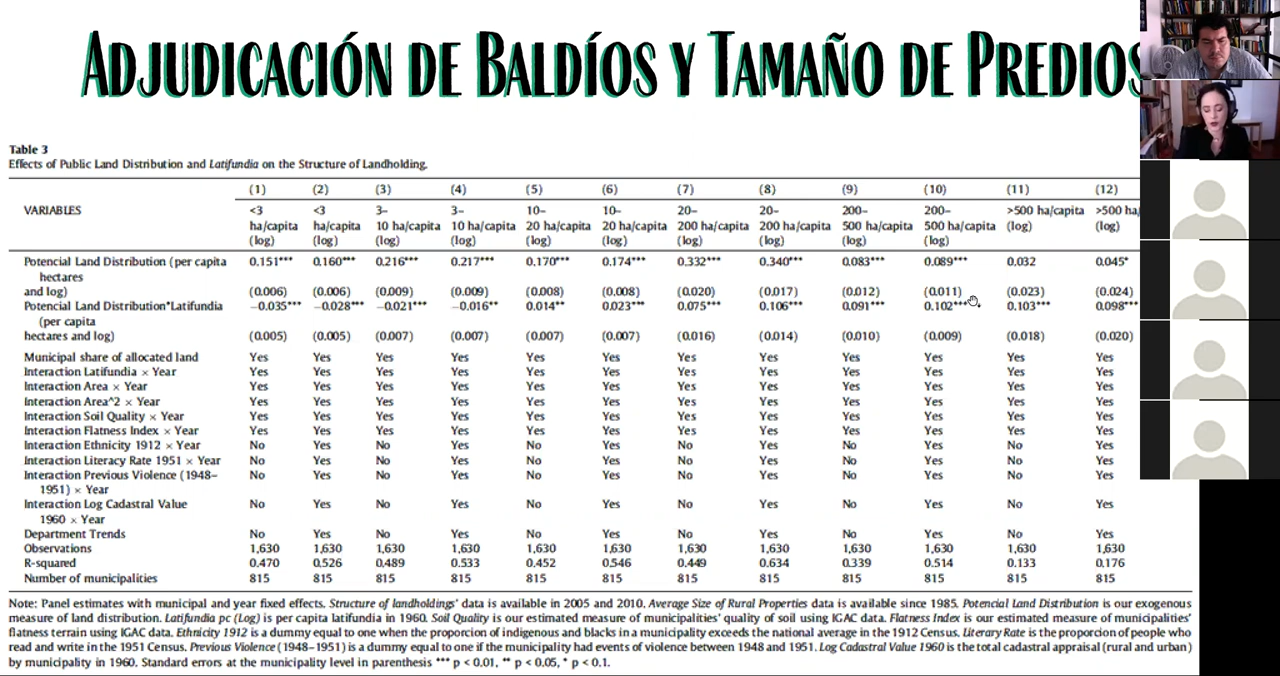 ADJUDICACIÓN DE BALDÍOS Y TAMAÑO DE PREDIOS
Table 3
Effects of Public Land Distribution and Latifundia on the Structure of Landholding.
(1) (2) (3) (4) (5) (6) (7) (8) (9) (10) (11) (12)
VARIABLES <3 <3 3– 3– 10– 10– 20– 20– 200– 200– >500 ha/capita >500 ha/
ha/capita ha/capita 10 ha/capita 10 ha/capita 20 ha/capita 20 ha/capita 200 ha/capita 200 ha/capita 500 ha/capita 500 ha/capita (log) (log)
(log) (log) (log) (log) (log) (log) (log) (log) (log) (log)
Potencial Land Distribution (per capita 0.151*** 0.160*** 0.216*** 0.217*** 0.170*** 0.174*** 0.332*** 0.340*** 0.083*** 0.089*** 0.032 0.045*
hectares
and log) (0.006) (0.006) (0.009) (0.009) (0.008) (0.008) (0.020) (0.017) (0.012) (0.011) (0.023) (0.024)
Potencial Land Distribution*Latifundia −0.035*** −0.028*** −0.021*** −0.016** 0.014** 0.023*** 0.075*** 0.106*** 0.091*** 0.102*** 0.103*** 0.098***
(per capita
hectares and log) (0.005) (0.005) (0.007) (0.007) (0.007) (0.007) (0.016) (0.014) (0.010) (0.009) (0.018) (0.020)
Municipal share of allocated land Yes Yes Yes Yes Yes Yes Yes Yes Yes Yes Yes Yes
Interaction Latifundia × Year Yes Yes Yes Yes Yes Yes Yes Yes Yes Yes Yes Yes
Interaction Area × Year Yes Yes Yes Yes Yes Yes Yes Yes Yes Yes Yes Yes
Interaction Area^2 × Year Yes Yes Yes Yes Yes Yes Yes Yes Yes Yes Yes Yes
Interaction Soil Quality × Year Yes Yes Yes Yes Yes Yes Yes Yes Yes Yes Yes Yes
Interaction Flatness Index × Year Yes Yes Yes Yes Yes Yes Yes Yes Yes Yes Yes Yes
Interaction Ethnicity 1912 × Year No Yes No Yes No Yes No Yes No Yes No Yes
Interaction Literacy Rate 1951 × Year No Yes No Yes No Yes No Yes No Yes No Yes
Interaction Previous Violence (1948– No Yes No Yes No Yes No Yes No Yes No Yes
1951) × Year
Interaction Log Cadastral Value No Yes No Yes No Yes No Yes No Yes No Yes
1960 × Year
Department Trends No Yes No Yes No Yes No Yes No Yes No Yes
Observations 1,630 1,630 1,630 1,630 1,630 1,630 1,630 1,630 1,630 1,630 1,630 1,630
R-squared 0.470 0.526 0.489 0.533 0.452 0.546 0.449 0.634 0.339 0.514 0.133 0.176
Number of municipalities 815 815 815 815 815 815 815 815 815 815 815 815
Note: Panel estimates with municipal and year fixed effects. Structure of landholdings' data is available in 2005 and 2010. Average Size of Rural Properties data is available since 1985. Potencial Land Distribution is our exogenous
measure of land distribution. Latifundia pc (Log) is per capita latifundia in 1960. Soil Quality is our estimated measure of municipalities' quality of soil using IGAC data. Flatness Index is our estimated measure of municipalities'
flatness terrain using IGAC data. Ethnicity 1912 is a dummy equal to one when the proportion of indigenous and blacks in a municipality exceeds the national average in the 1912 Census. Literacy Rate is the proportion of people who
read and write in the 1951 Census. Previous Violence (1948–1951) is a dummy equal to one if the municipality had events of violence between 1948 and 1951. Log Cadastral Value 1960 is the total cadastral appraisal (rural and urban)
by municipality in 1960. Standard errors at the municipality level in parenthesis *** p < 0.01, ** p < 0.05, * p < 0.1.